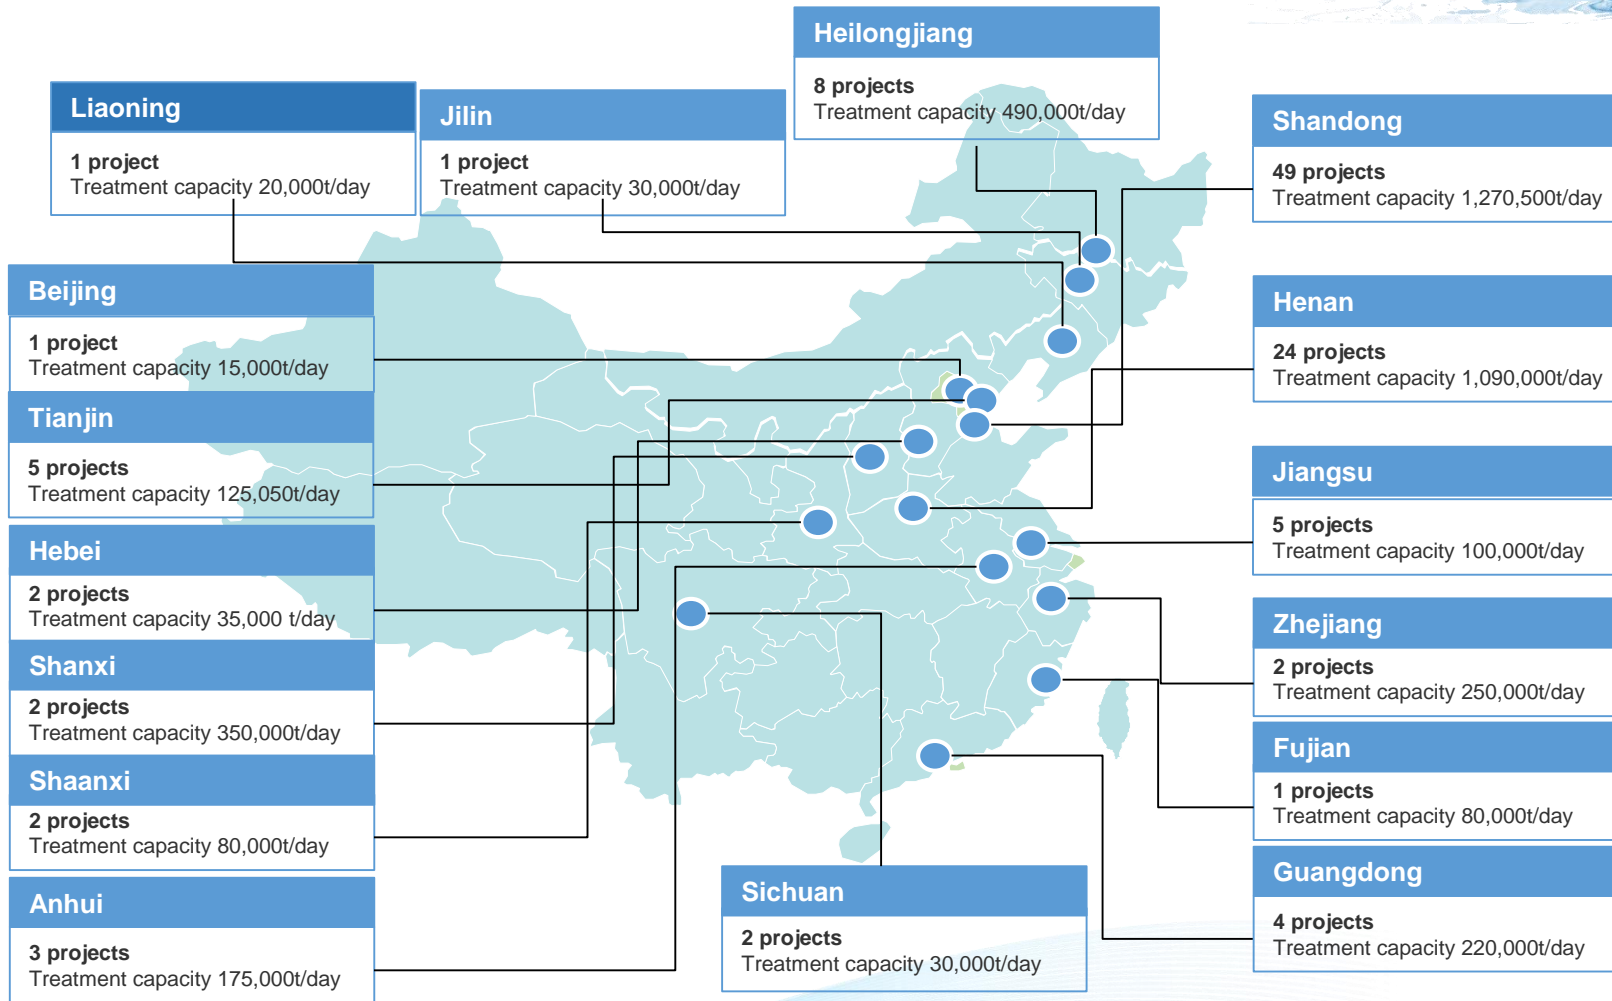 Heilongjiang
8 projects
Treatment capacity 490,000t/day
Liaoning
1 project
Treatment capacity 20,000t/day
Jilin
1 project
Treatment capacity 30,000t/day
Shandong
49 projects
Treatment capacity 1,270,500t/day
Beijing
1 project
Treatment capacity 15,000t/day
Henan
24 projects
Treatment capacity 1,090,000t/day
Tianjin
5 projects
Treatment capacity 125,050t/day
Jiangsu
5 projects
Treatment capacity 100,000t/day
Hebei
2 projects
Treatment capacity 35,000 t/day
Zhejiang
2 projects
Treatment capacity 250,000t/day
Shanxi
2 projects
Treatment capacity 350,000t/day
Fujian
1 projects
Treatment capacity 80,000t/day
Shaanxi
2 projects
Treatment capacity 80,000t/day
Guangdong
4 projects
Treatment capacity 220,000t/day
Anhui
3 projects
Treatment capacity 175,000t/day
Sichuan
2 projects
Treatment capacity 30,000t/day